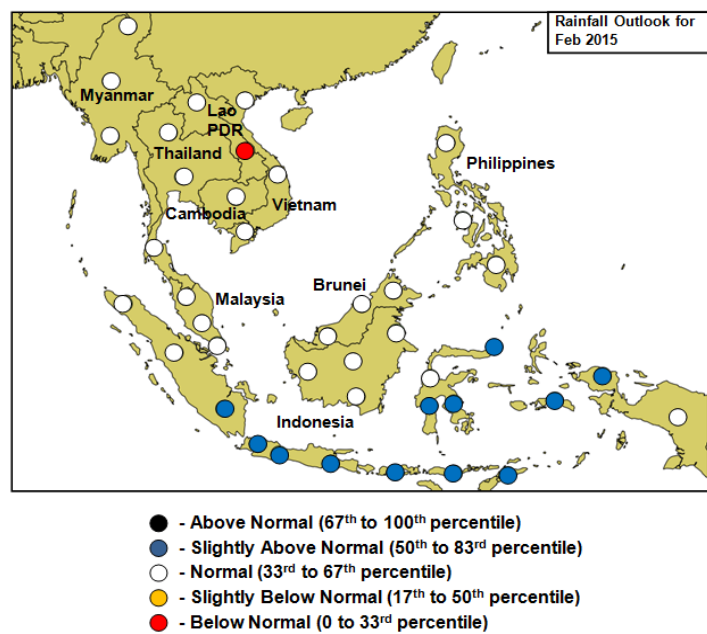 Rainfall Outlook for
Feb 2015
Myanmar
Lao
PDR
Thailand
Philippines
Vietnam
Cambodia
Brunei
Malaysia
Indonesia
- Above Normal (67th to 100th percentile)
- Slightly Above Normal (50th to 83rd percentile)
- Normal (33rd to 67th percentile)
- Slightly Below Normal (17th to 50th percentile)
- Below Normal (0 to 33rd percentile)